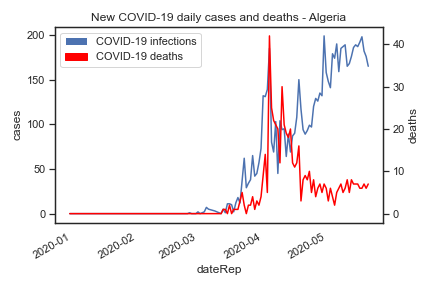 New COVID-19 daily cases and deaths - Algeria
COVID-19 infections
COVID-19 deaths
200
150
100
50
0
cases
40
30
20
10
0
deaths
2020-01
2020-02
2020-03
2020-04
2020-05
dateRep